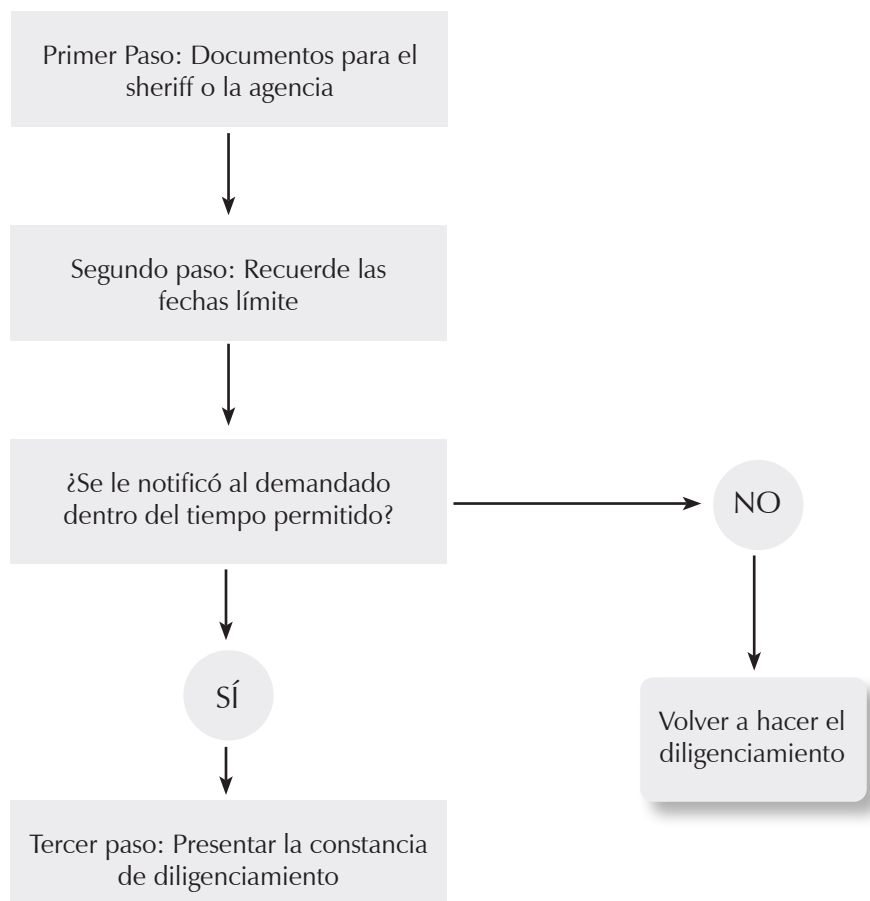 Primer Paso: Documentos para el
sheriff o la agencia
Segundo paso: Recuerde las
fechas límite
¿Se le notificó al demandado
dentro del tiempo permitido?
NO
SÍ
Volver a hacer el
diligenciamiento
Tercer paso: Presentar la constancia
de diligenciamiento